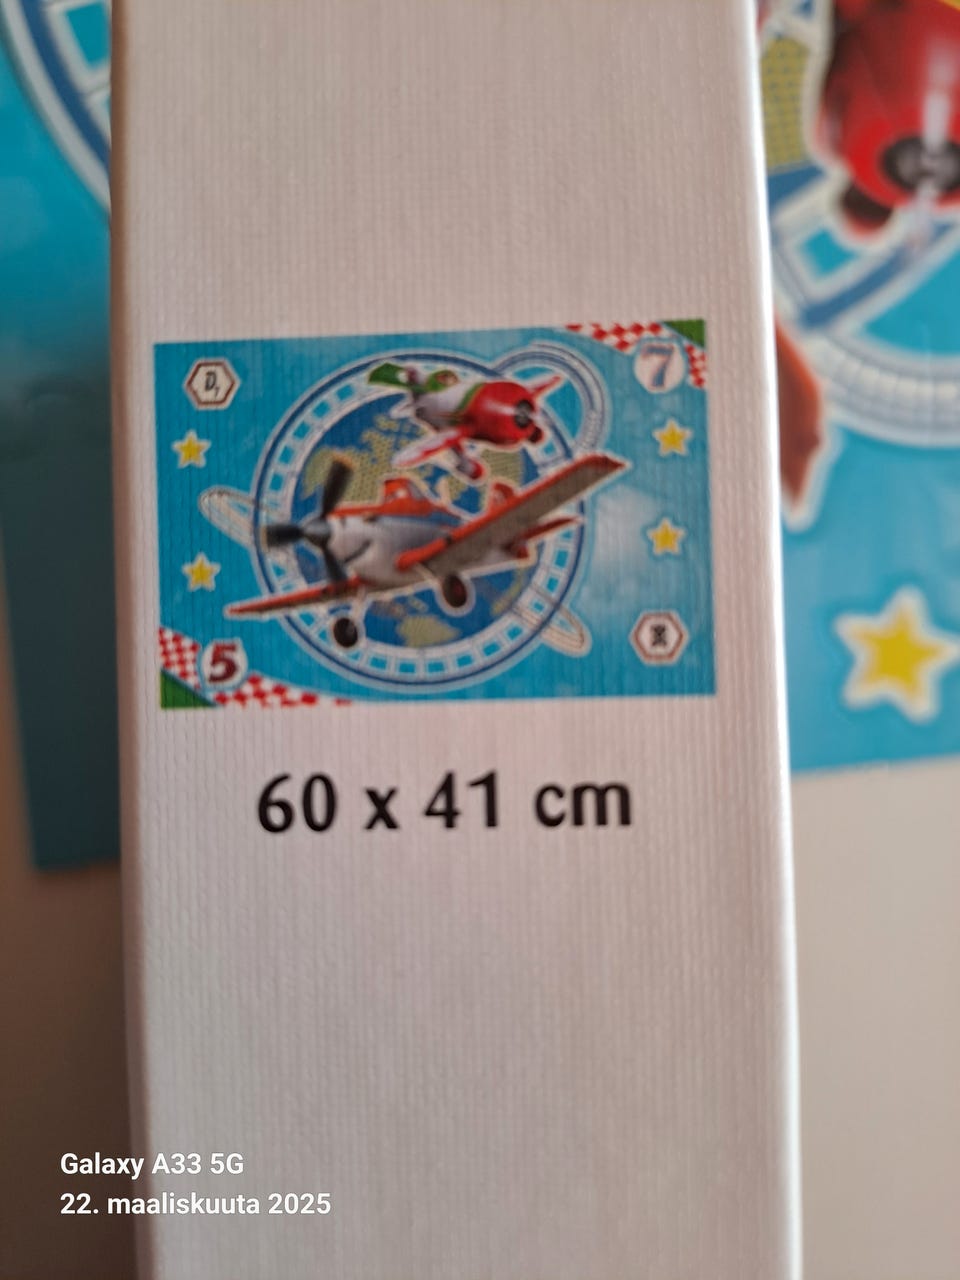 7
5
60 x 41 cm
Galaxy A33 5G
22. maaliskuuta 2025